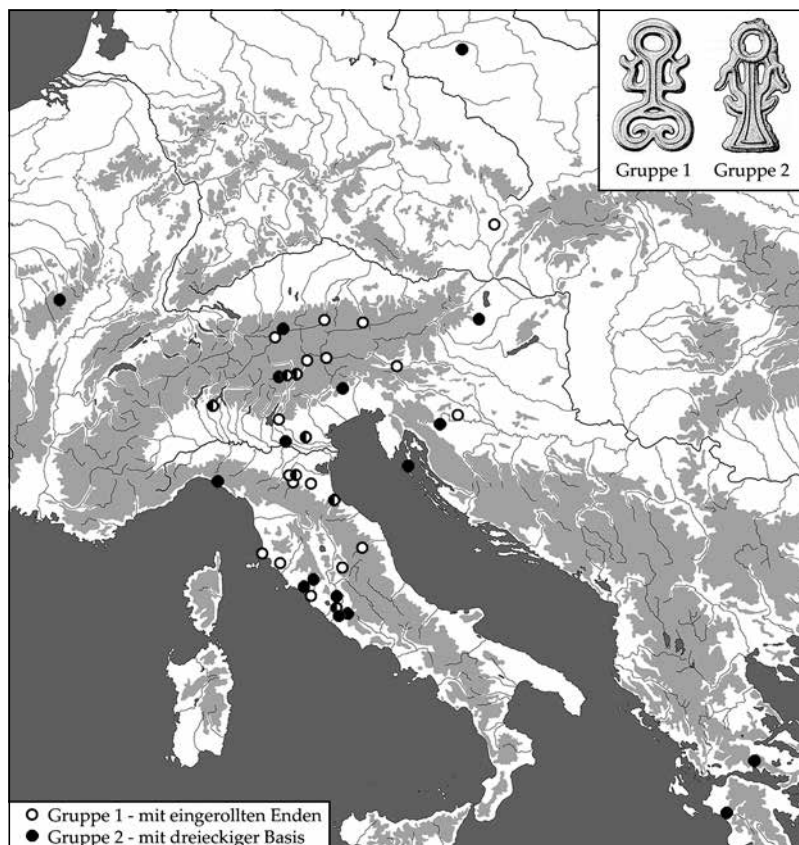 Gruppe 1 Gruppe 2
Gruppe 1 - mit eingerollten Enden
Gruppe 2 - mit dreieckiger Basis